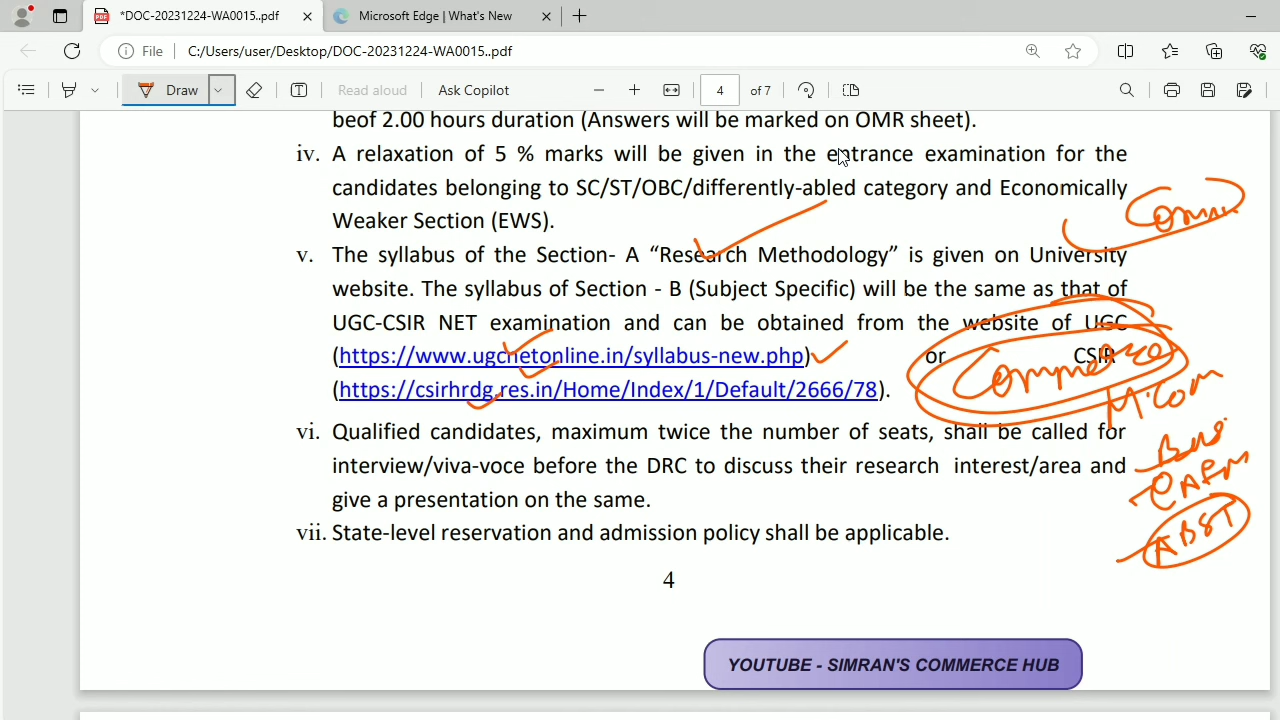 *DOC-20231224-WA0015..pdf
Microsoft Edge | What's New
File
C:/Users/user/Desktop/DOC-20231224-WA0015..pdf
Draw
Read aloud
Ask Copilot
4 of 7
beof 2.00 hours duration (Answers will be marked on OMR sheet).
iv. A relaxation of 5 % marks will be given in the entrance examination for the
candidates belonging to SC/ST/OBC/differently-abled category and Economically
Weaker Section (EWS).
v. The syllabus of the Section- A “Research Methodology” is given on University
website. The syllabus of Section - B (Subject Specific) will be the same as that of
UGC-CSIR NET examination and can be obtained from the website of UGC
(https://www.ugcnetonline.in/syllabus-new.php) or CSIR
(https://csirhrdg.res.in/Home/Index/1/Default/2666/78).
Commerce
M.Com
vi. Qualified candidates, maximum twice the number of seats, shall be called for
interview/viva-voce before the DRC to discuss their research interest/area and
give a presentation on the same.
vii. State-level reservation and admission policy shall be applicable.
EAFM
ABST
4
YOUTUBE - SIMRAN'S COMMERCE HUB